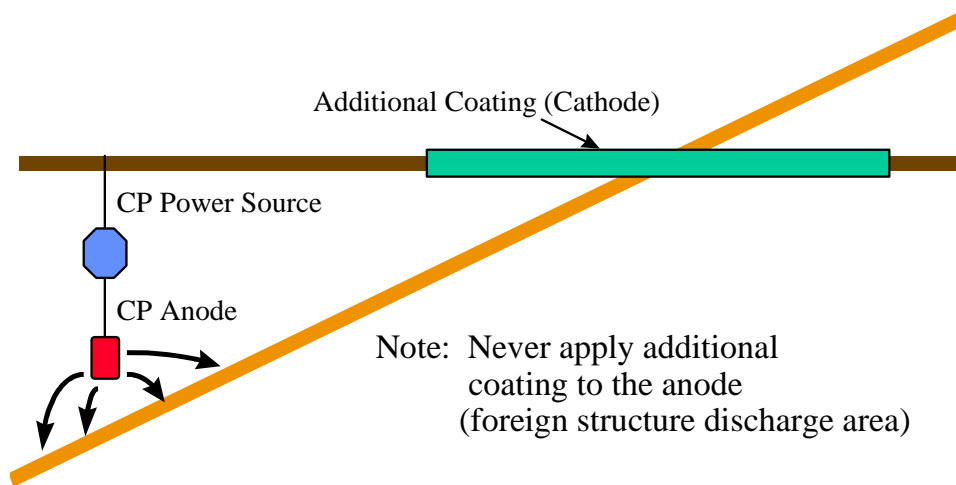 Additional Coating (Cathode)
CP Power Source
CP Anode
Note: Never apply additional
coating to the anode
(foreign structure discharge area)